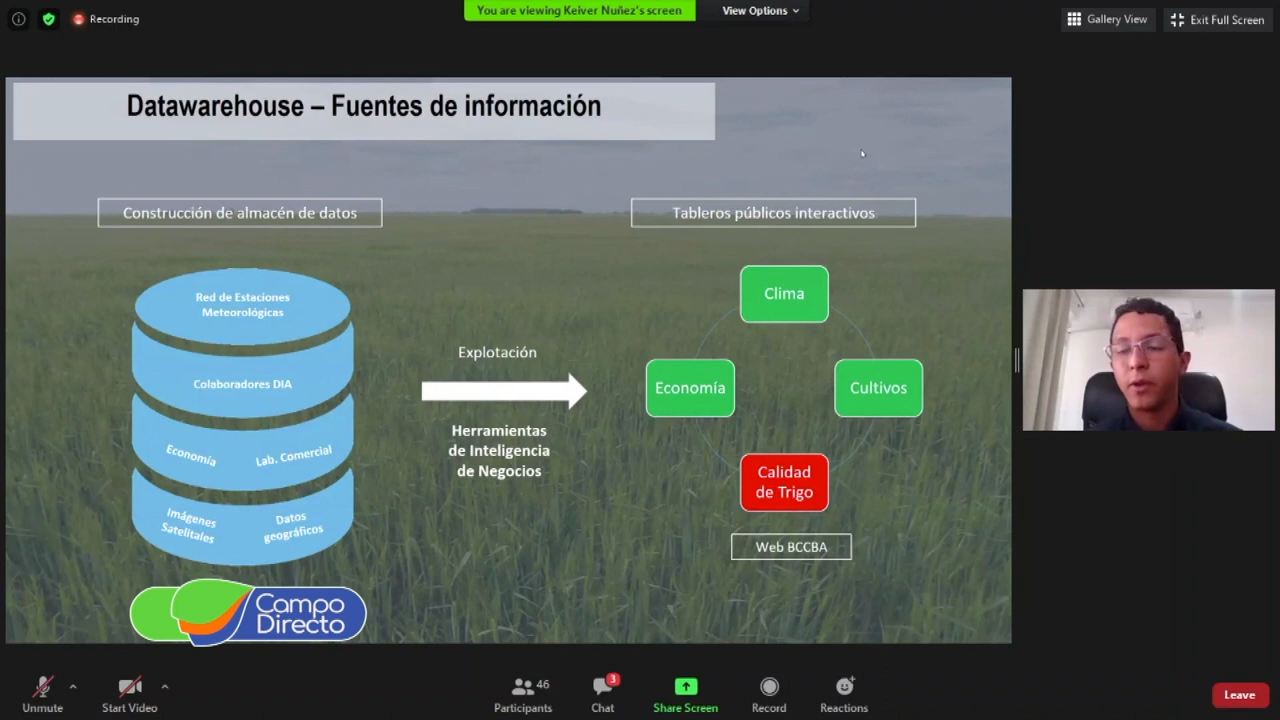 Recording
You are viewing Keiver Nuñez's screen
View Options
Gallery View
Exit Full Screen
Datawarehouse – Fuentes de información
Construcción de almacén de datos
Tableros públicos interactivos
Red de Estaciones
Meteorológicas
Colaboradores DIA
Economía
Lab. Comercial
Imágenes
Satelitales
Datos
geográficos
Campo
Directo
Explotación
Herramientas
de Inteligencia
de Negocios
Clima
Economía
Cultivos
Calidad
de Trigo
Web BCCBA
Unmute
Start Video
46
Participants
3
Chat
Share Screen
Record
Reactions
Leave